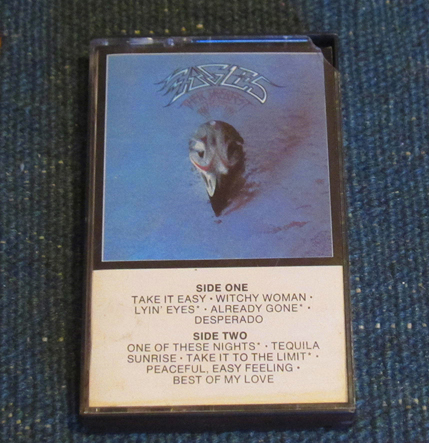 EAGLES
SIDE ONE
TAKE IT EASY • WITCHY WOMAN •
LYIN' EYES* • ALREADY GONE* •
DESPERADO
SIDE TWO
ONE OF THESE NIGHTS* • TEQUILA
SUNRISE • TAKE IT TO THE LIMIT* •
PEACEFUL, EASY FEELING •
BEST OF MY LOVE